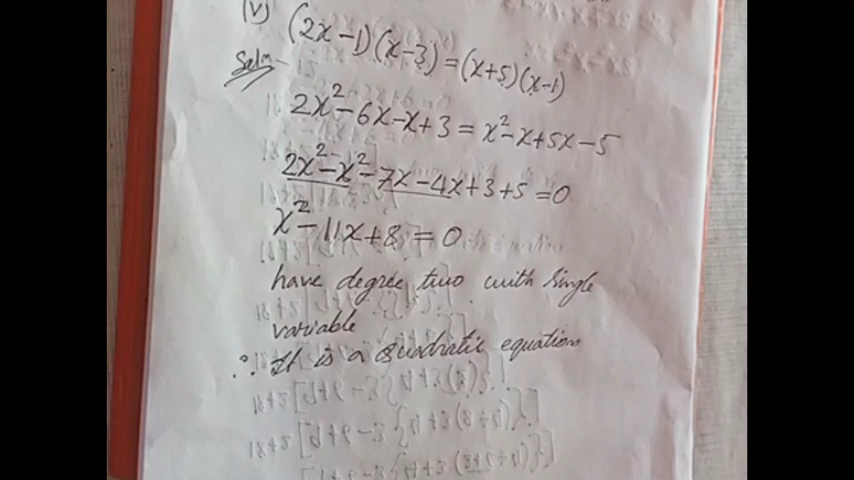 (v) (2x-1)(x-3) = (x+5)(x-1)
Soln-
2x²-6x-x+3 = x²-x+5x-5
2x²-x²-7x-4x+3+5=0
x²-11x+8=0
have degree two with single
variable
∴ It is a quadratic equation